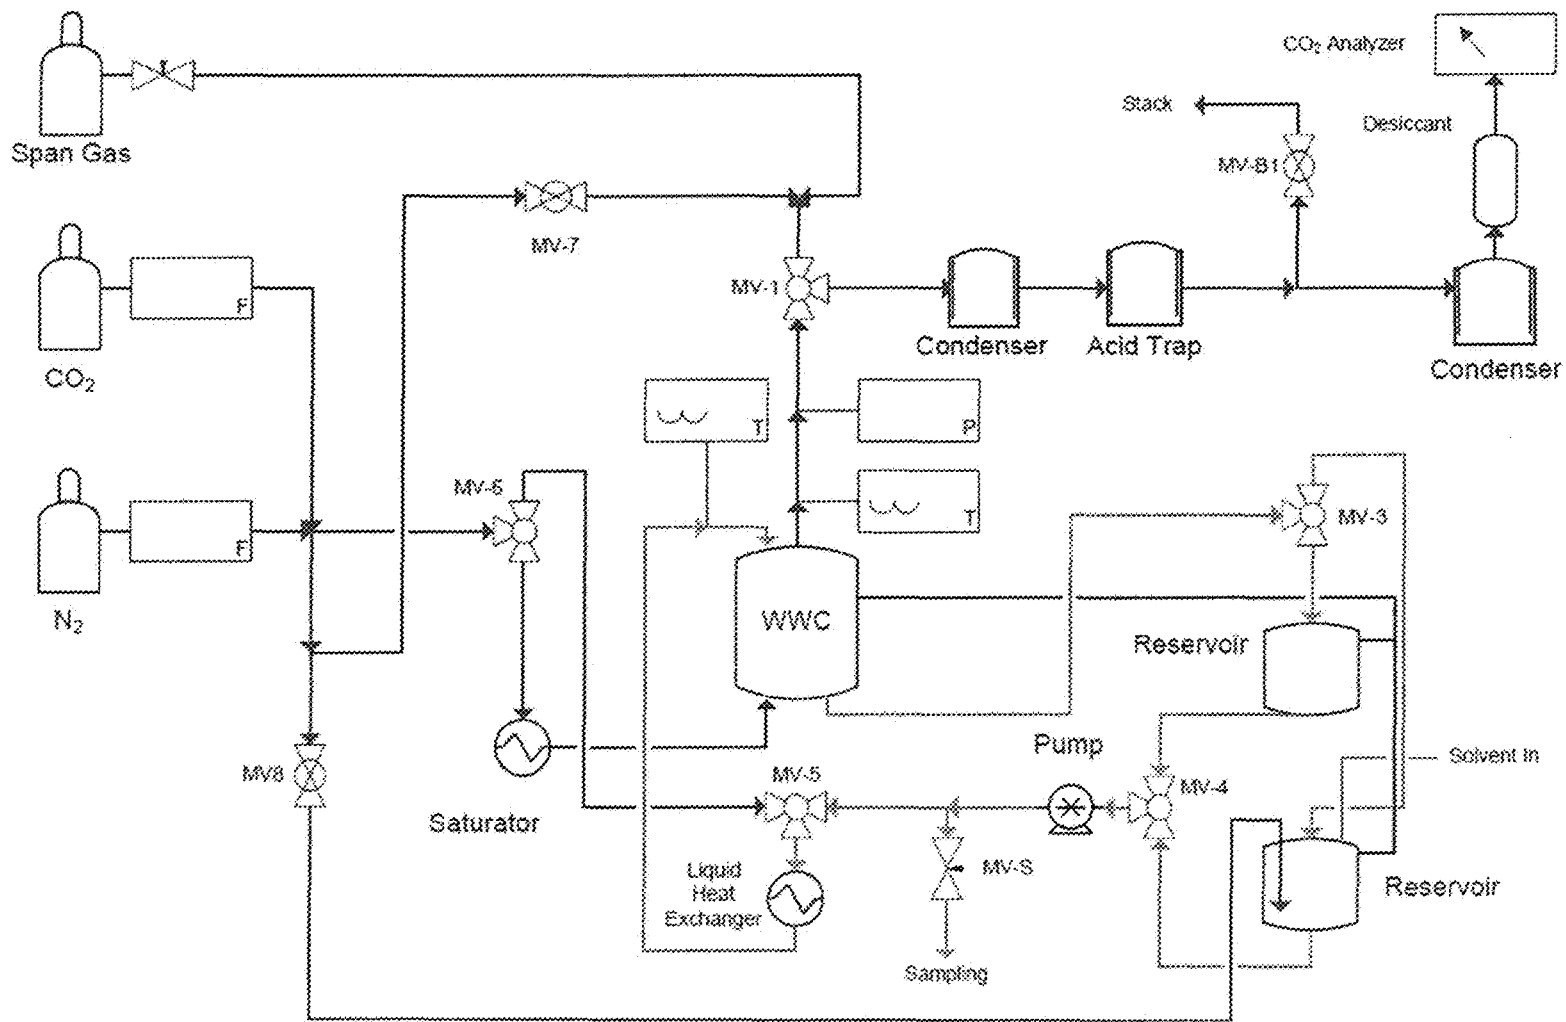 CO₂ Analyzer
Stack
Desiccant
Span Gas
MV-B1
MV-7
MV-1
F
CO₂
Condenser
Acid Trap
Condenser
T
P
MV-6
T
MV-3
F
N₂
WWC
Reservoir
Pump
Solvent In
MV8
MV-5
MV-4
Saturator
Liquid
Heat
Exchanger
MV-S
Reservoir
Sampling